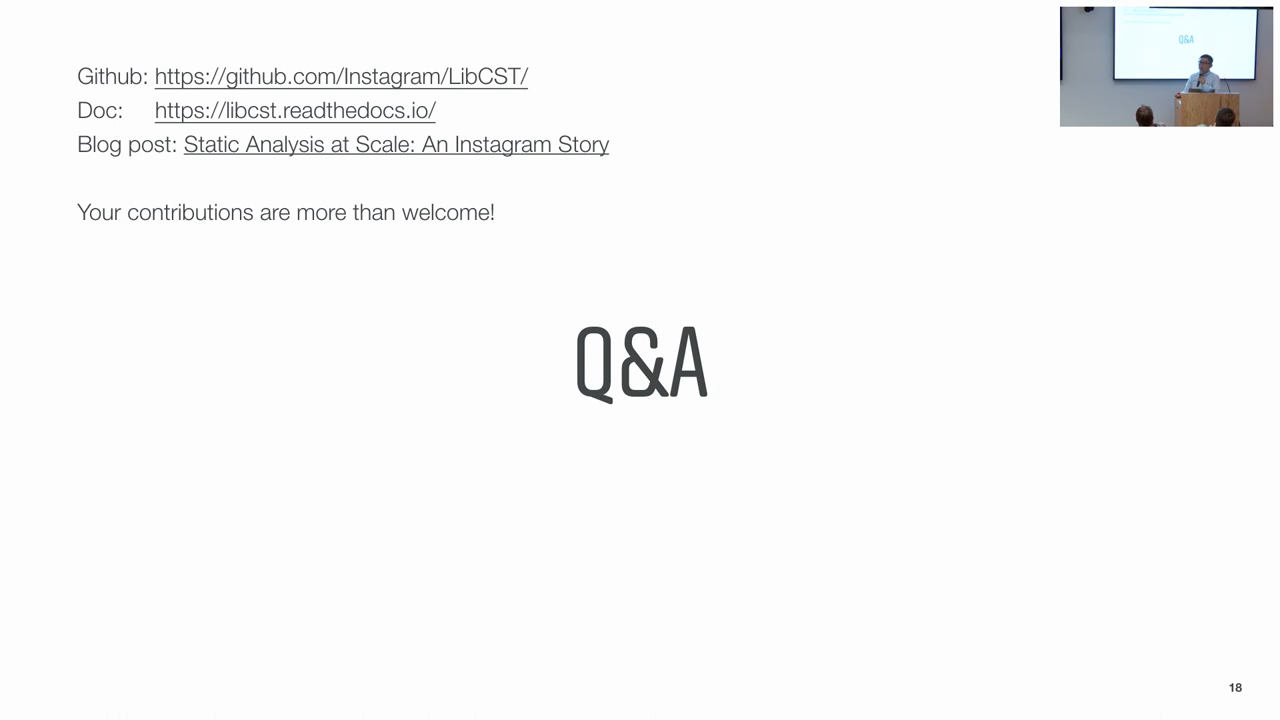 Github: https://github.com/Instagram/LibCST/
Doc: https://libcst.readthedocs.io/
Blog post: Static Analysis at Scale: An Instagram Story
Your contributions are more than welcome!
Q&A
Q&A
18